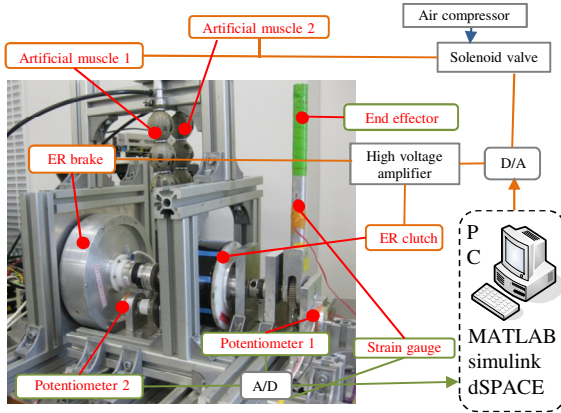 Air compressor
Artificial muscle 2
Artificial muscle 1
Solenoid valve
End effector
ER brake
High voltage
amplifier
D/A
ER clutch
P
C
MATLAB
simulink
dSPACE
Potentiometer 1
Strain gauge
Potentiometer 2
A/D